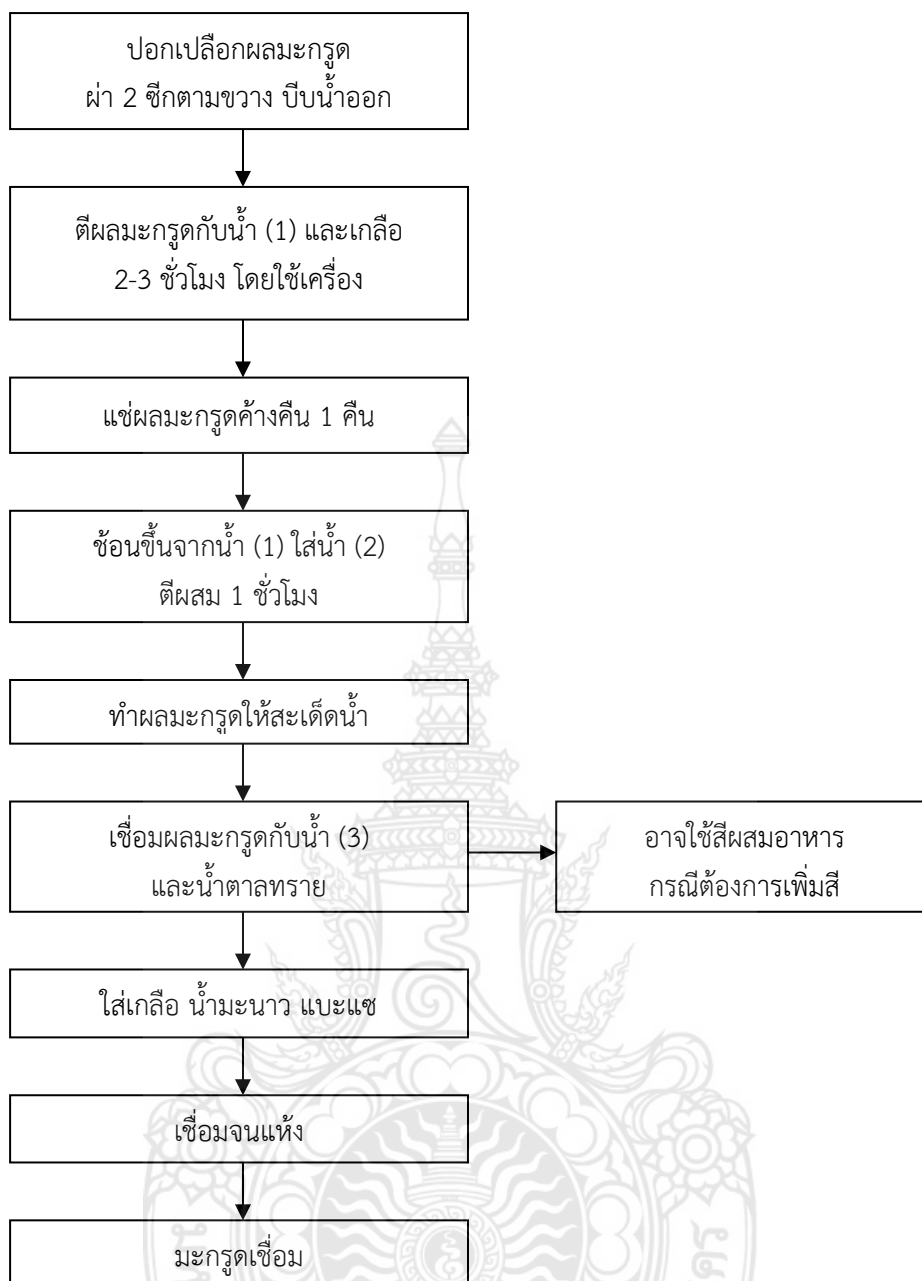 ปอกเปลือกผลมะกรูด
ผ่า 2 ซีกตามขวาง บีบน้ำออก
ตีผลมะกรูดกับน้ำ (1) และเกลือ
2-3 ชั่วโมง โดยใช้เครื่อง
แช่ผลมะกรูดค้างคืน 1 คืน
ช้อนขึ้นจากน้ำ (1) ใส่น้ำ (2)
ตีผสม 1 ชั่วโมง
ทำผลมะกรูดให้สะเด็ดน้ำ
เชื่อมผลมะกรูดกับน้ำ (3)
และน้ำตาลทราย
อาจใช้สีผสมอาหาร
กรณีต้องการเพิ่มสี
ใส่เกลือ น้ำมะนาว แบะแซ
เชื่อมจนแห้ง
มะกรูดเชื่อม